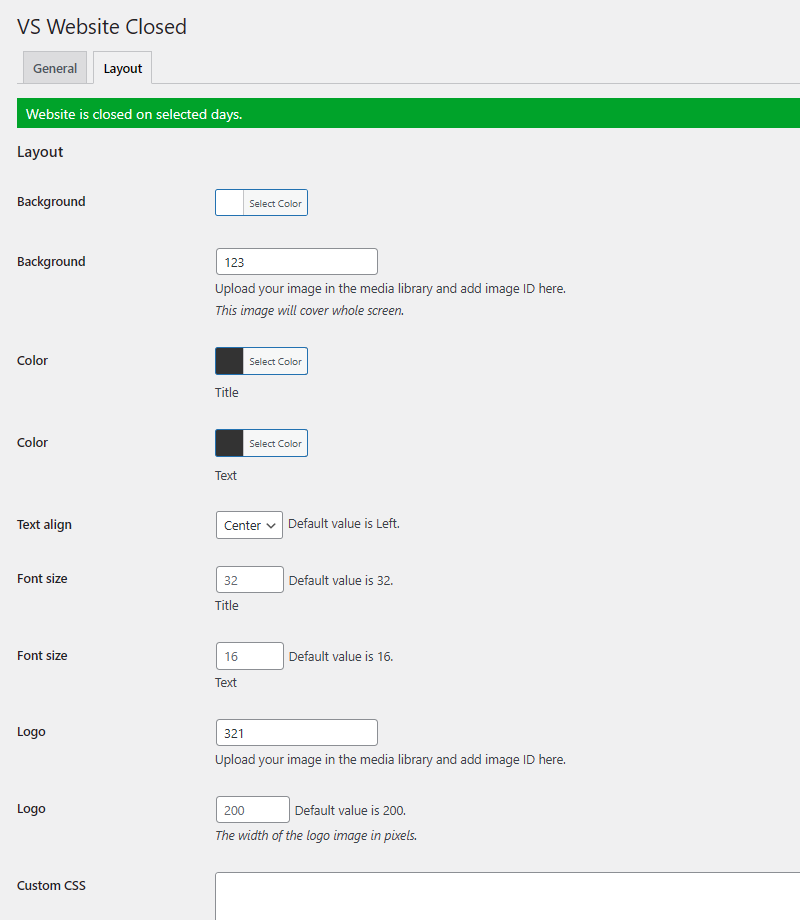 VS Website Closed
General Layout
Website is closed on selected days.
Layout
Background Select Color
Background 123
Upload your image in the media library and add image ID here.
This image will cover whole screen.
Color Select Color
Title
Color Select Color
Text
Text align Center Default value is Left.
Font size 32 Default value is 32.
Title
Font size 16 Default value is 16.
Text
Logo 321
Upload your image in the media library and add image ID here.
Logo 200 Default value is 200.
The width of the logo image in pixels.
Custom CSS